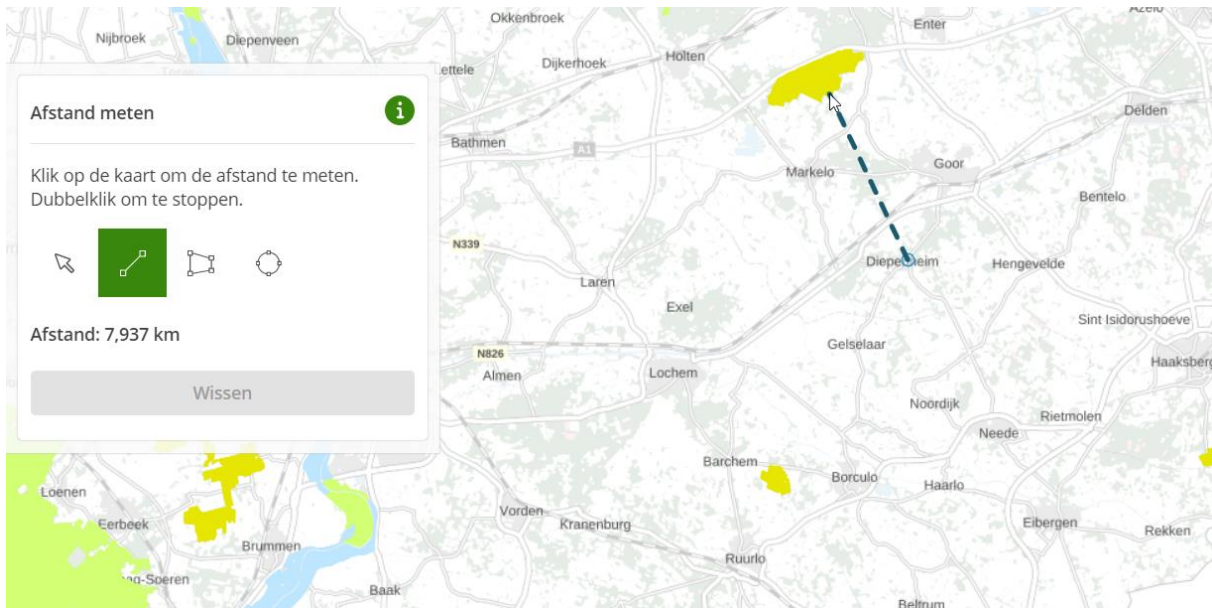 Okkenbroek
Enter
Nijbroek
Diepenveen
Holten
Dijkerhoek
ettele
Afstand meten
Delden
Bathmen
A1
Klik op de kaart om de afstand te meten.
Dubbelklik om te stoppen.
Markelo
Goor
Bentelo
N339
Hengevelde
Laren
Exel
Sint Isidorushoeve
Afstand: 7,937 km
Gelselaar
N826
Almen
Lochem
Haaksberg
Wissen
Noordijk
Rietmolen
Neede
Barchem
Borculo
Haarlo
Loenen
Eerbeek
Vorden
Kranenburg
Eibergen
Rekken
Brummen
Ruurlo
ng-Soeren
Baak
Beltrum